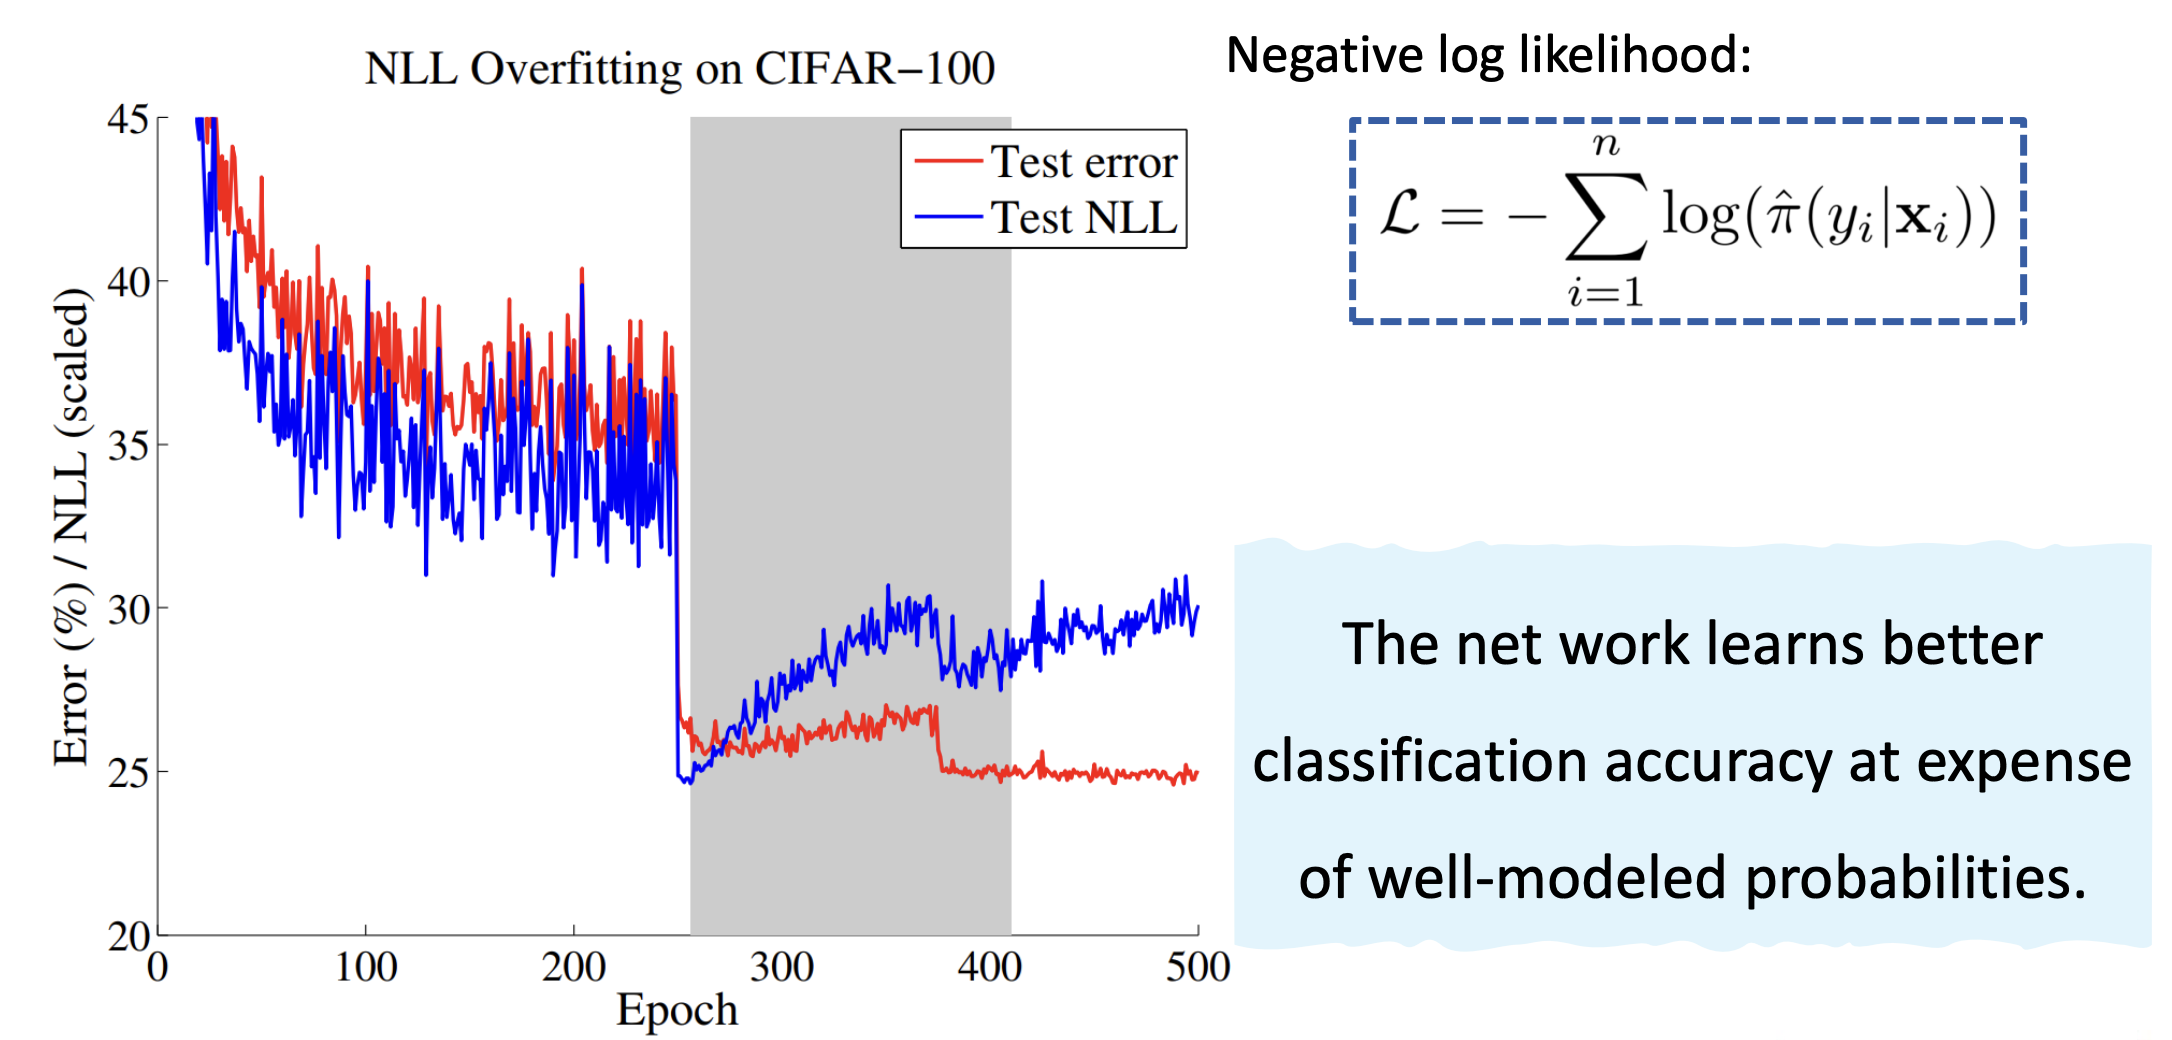 NLL Overfitting on CIFAR−100
Error (%) / NLL (scaled)
45
40
35
30
25
20
0 100 200 300 400 500
Epoch
Test error
Test NLL
Negative log likelihood:
ℒ = − ∑ⁿᵢ₌₁ log(π̂(yᵢ|𝐱ᵢ))
The net work learns better
classification accuracy at expense
of well-modeled probabilities.